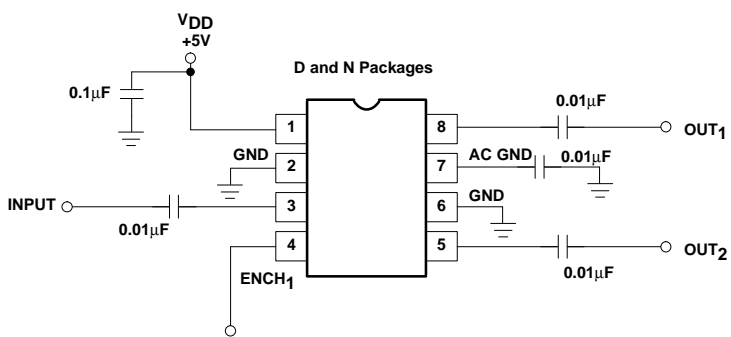 VDD
+5V
D and N Packages
0.1μF
0.01μF
1
8
OUT1
GND
AC GND
0.01μF
2
7
GND
INPUT
3
6
0.01μF
4
5
OUT2
ENCH1
0.01μF